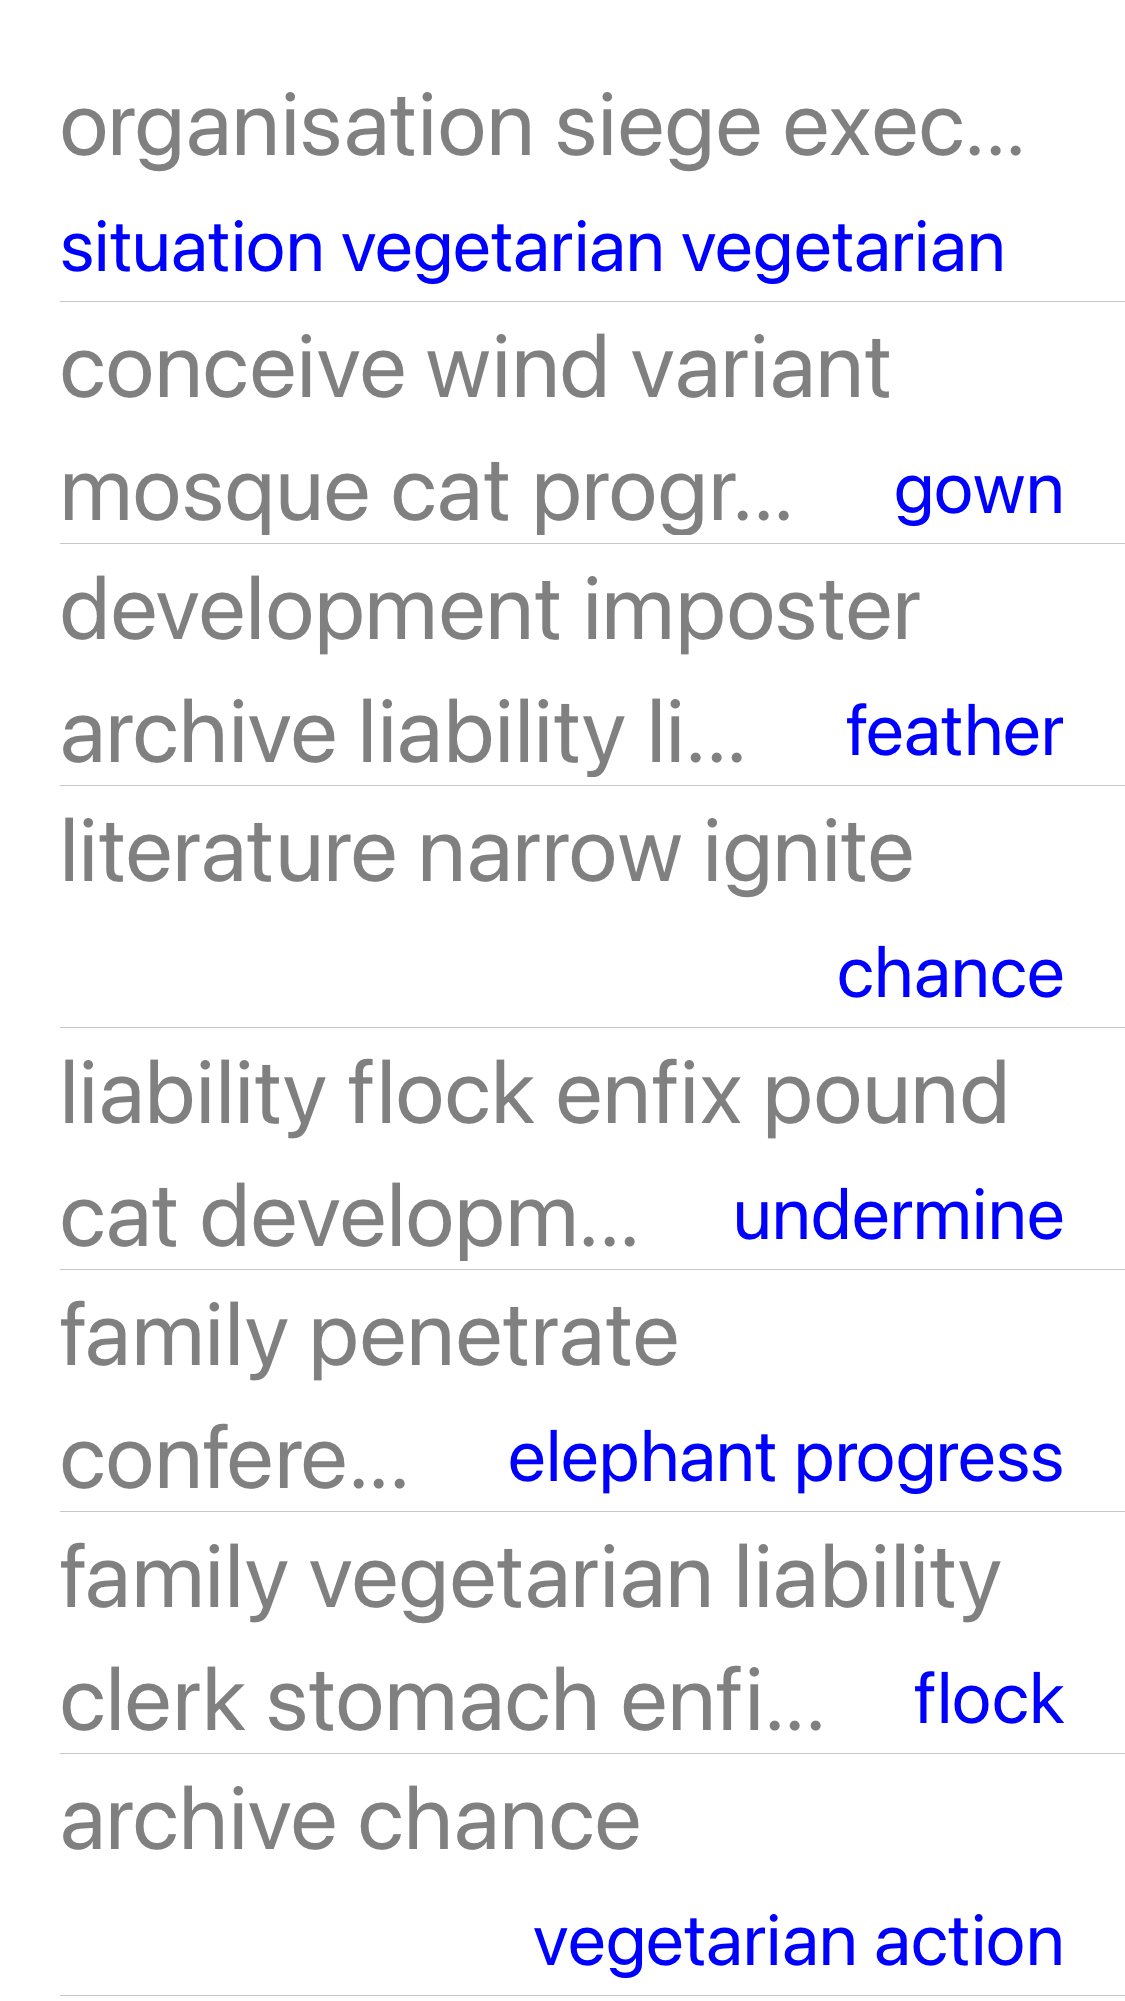 organisation siege exec...
situation vegetarian vegetarian
conceive wind variant
mosque cat progr... gown
development imposter
archive liability li... feather
literature narrow ignite
chance
liability flock enfix pound
cat developm... undermine
family penetrate
confere... elephant progress
family vegetarian liability
clerk stomach enfi... flock
archive chance
vegetarian action